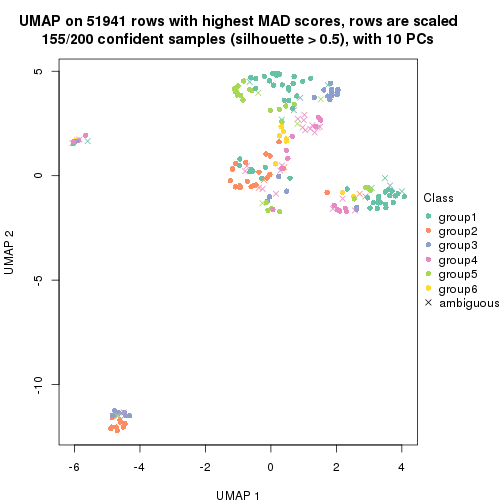 UMAP on 51941 rows with highest MAD scores, rows are scaled
155/200 confident samples (silhouette > 0.5), with 10 PCs
5
0
-5
-10
UMAP 2
-6
-4
-2
0
2
4
UMAP 1
Class
group1
group2
group3
group4
group5
group6
ambiguous